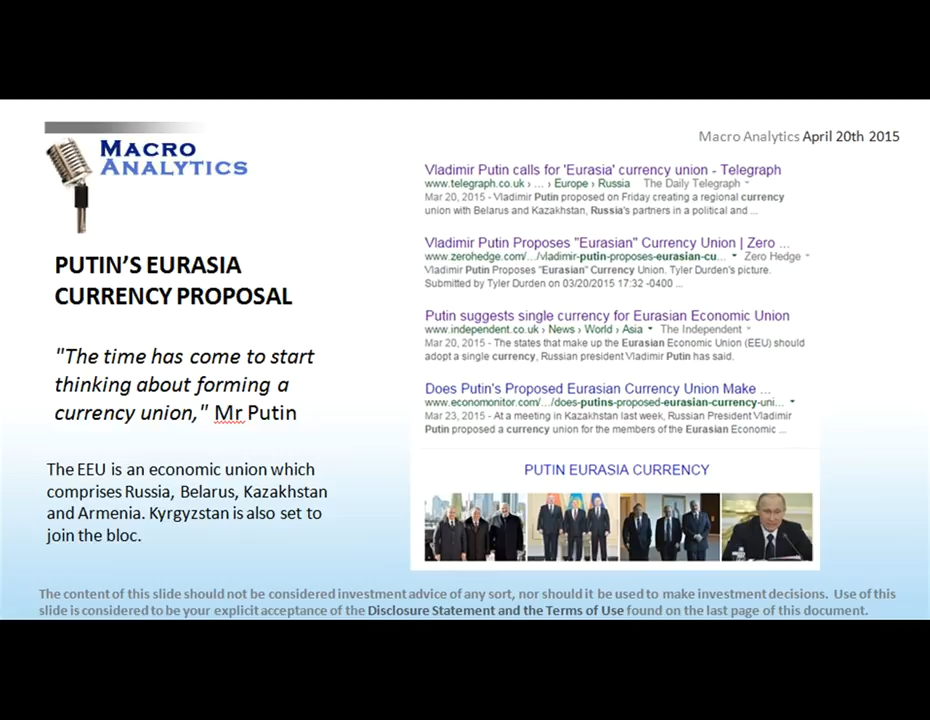 MACRO
ANALYTICS
Macro Analytics April 20th 2015
PUTIN'S EURASIA
CURRENCY PROPOSAL
"The time has come to start
thinking about forming a
currency union," Mr Putin
The EEU is an economic union which
comprises Russia, Belarus, Kazakhstan
and Armenia. Kyrgyzstan is also set to
join the bloc.
Vladimir Putin calls for 'Eurasia' currency union - Telegraph
www.telegraph.co.uk › ... › Europe › Russia The Daily Telegraph
Mar 20, 2015 - Vladimir Putin proposed on Friday creating a regional currency
union with Belarus and Kazakhstan, Russia's partners in a political and ...
Vladimir Putin Proposes "Eurasian" Currency Union | Zero ...
www.zerohedge.com/.../vladimir-putin-proposes-eurasian-cu... Zero Hedge
Vladimir Putin Proposes "Eurasian" Currency Union. Tyler Durden's picture.
Submitted by Tyler Durden on 03/20/2015 17:32 -0400 ...
Putin suggests single currency for Eurasian Economic Union
www.independent.co.uk › News › World › Asia The Independent
Mar 20, 2015 - The states that make up the Eurasian Economic Union (EEU) should
adopt a single currency, Russian president Vladimir Putin has said.
Does Putin's Proposed Eurasian Currency Union Make ...
www.economonitor.com/.../does-putins-proposed-eurasian-currency-uni...
Mar 23, 2015 - At a meeting in Kazakhstan last week, Russian President Vladimir
Putin proposed a currency union for the members of the Eurasian Economic ...
PUTIN EURASIA CURRENCY
The content of this slide should not be considered investment advice of any sort, nor should it be used to make investment decisions. Use of this
slide is considered to be your explicit acceptance of the Disclosure Statement and the Terms of Use found on the last page of this document.